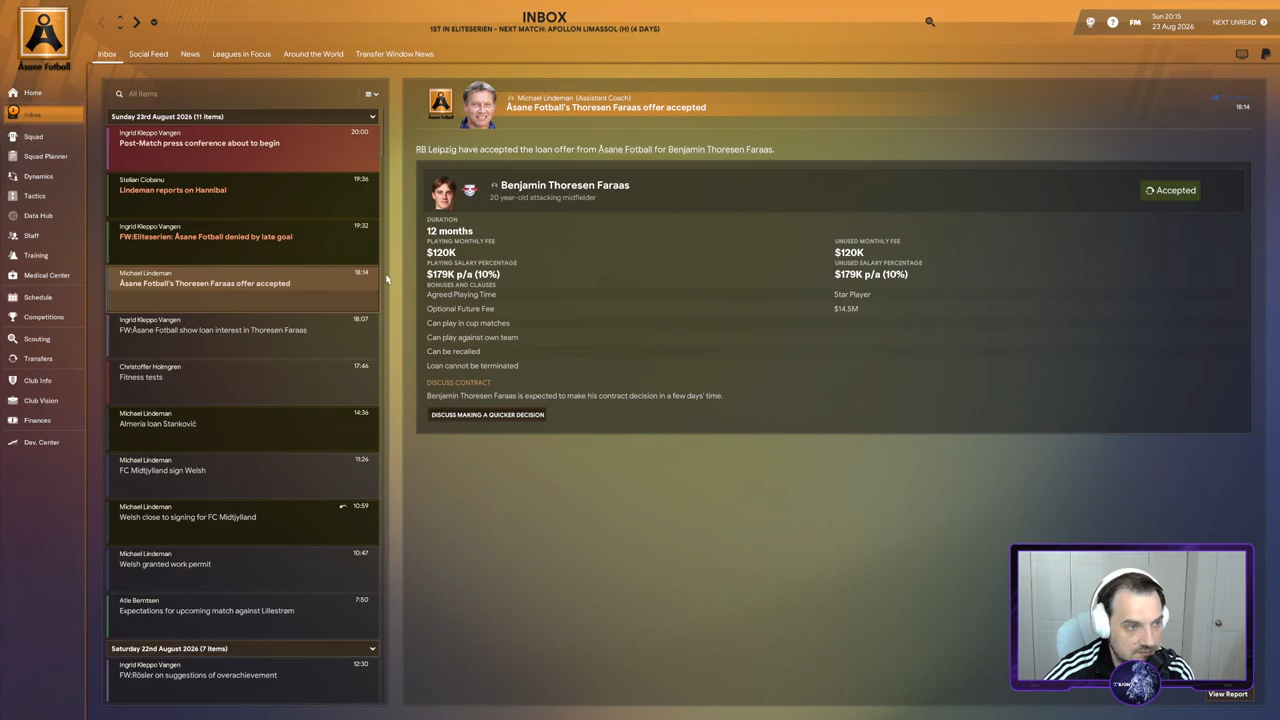 INBOX
1ST IN ELITESERIEN - NEXT MATCH: APOLLON LIMASSOL (H) (4 DAYS)
FM
Sun 20:15
23 Aug 2026
NEXT UNREAD
Åsane Fotball
Inbox
Social Feed
News
Leagues in Focus
Around the World
Transfer Window News
Home
Inbox
Squad
Squad Planner
Dynamics
Tactics
Data Hub
Staff
Training
Medical Center
Schedule
Competitions
Scouting
Transfers
Club Info
Club Vision
Finances
Dev. Center
All Items
Sunday 23rd August 2026 (11 items)
Ingrid Kleppo Vangen 20:00
Post-Match press conference about to begin
Stelian Ciobanu 19:36
Lindeman reports on Hannibal
Ingrid Kleppo Vangen 19:32
FW:Eliteserien: Åsane Fotball denied by late goal
Michael Lindeman 18:14
Åsane Fotball's Thoresen Faraas offer accepted
Ingrid Kleppo Vangen 18:07
FW:Åsane Fotball show loan interest in Thoresen Faraas
Christoffer Holmgren 17:46
Fitness tests
Michael Lindeman 14:36
Almería loan Stanković
Michael Lindeman 11:26
FC Midtjylland sign Welsh
Michael Lindeman 10:59
Welsh close to signing for FC Midtjylland
Michael Lindeman 10:47
Welsh granted work permit
Atle Berntsen 7:50
Expectations for upcoming match against Lillestrøm
Saturday 22nd August 2026 (7 items)
Ingrid Kleppo Vangen 12:30
FW:Rösler on suggestions of overachievement
Michael Lindeman (Assistant Coach)
Åsane Fotball's Thoresen Faraas offer accepted
18:14
RB Leipzig have accepted the loan offer from Åsane Fotball for Benjamin Thoresen Faraas.
Benjamin Thoresen Faraas
20 year-old attacking midfielder
Accepted
DURATION
12 months
PLAYING MONTHLY FEE UNUSED MONTHLY FEE
$120K $120K
PLAYING SALARY PERCENTAGE UNUSED SALARY PERCENTAGE
$179K p/a (10%) $179K p/a (10%)
BONUSES AND CLAUSES
Agreed Playing Time Star Player
Optional Future Fee $14.5M
Can play in cup matches
Can play against own team
Can be recalled
Loan cannot be terminated
DISCUSS CONTRACT
Benjamin Thoresen Faraas is expected to make his contract decision in a few days' time.
DISCUSS MAKING A QUICKER DECISION
View Report